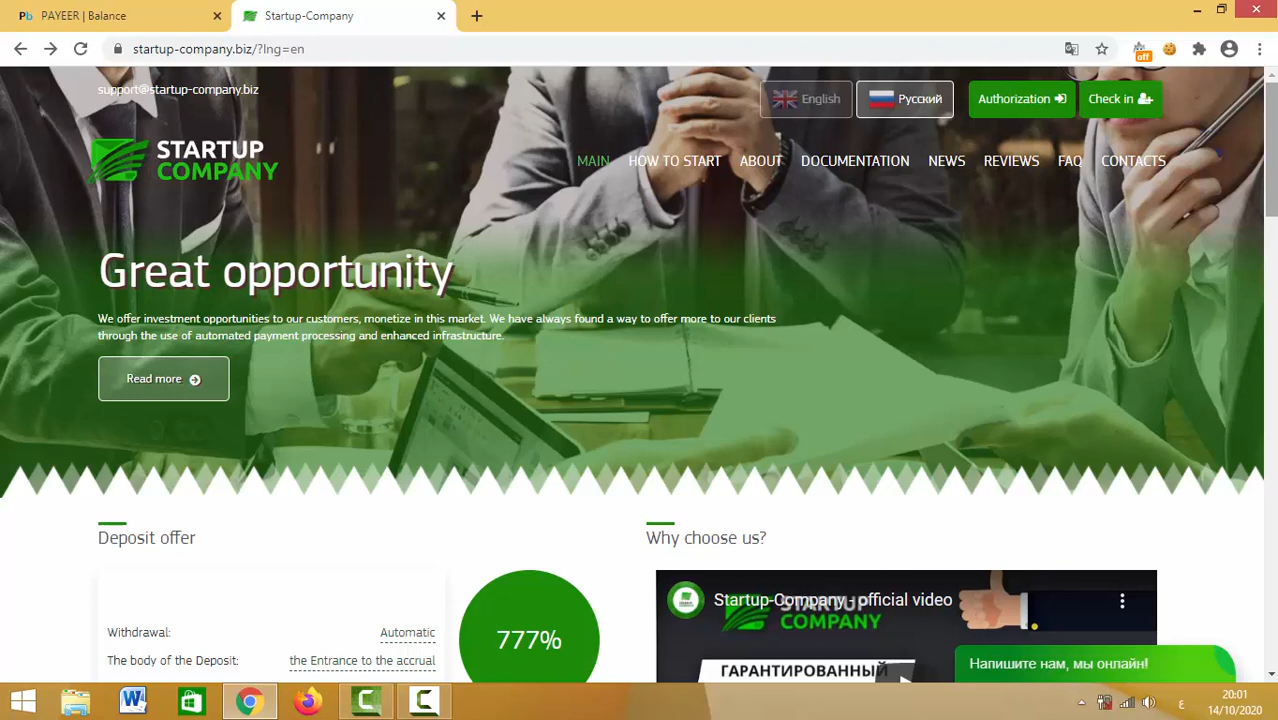 PAYEER | Balance
Startup-Company
startup-company.biz/?lng=en
off
support@startup-company.biz
English
Русский
Authorization
Check in
STARTUP
COMPANY
MAIN
HOW TO START
ABOUT
DOCUMENTATION
NEWS
REVIEWS
FAQ
CONTACTS
Great opportunity
We offer investment opportunities to our customers, monetize in this market. We have always found a way to offer more to our clients
through the use of automated payment processing and enhanced infrastructure.
Read more
Deposit offer
Withdrawal:
Automatic
The body of the Deposit:
the Entrance to the accrual
777%
Why choose us?
Startup-Company - official video
STARTUP
COMPANY
ГАРАНТИРОВАННЫЙ
Напишите нам, мы онлайн!
ع
20:01
14/10/2020